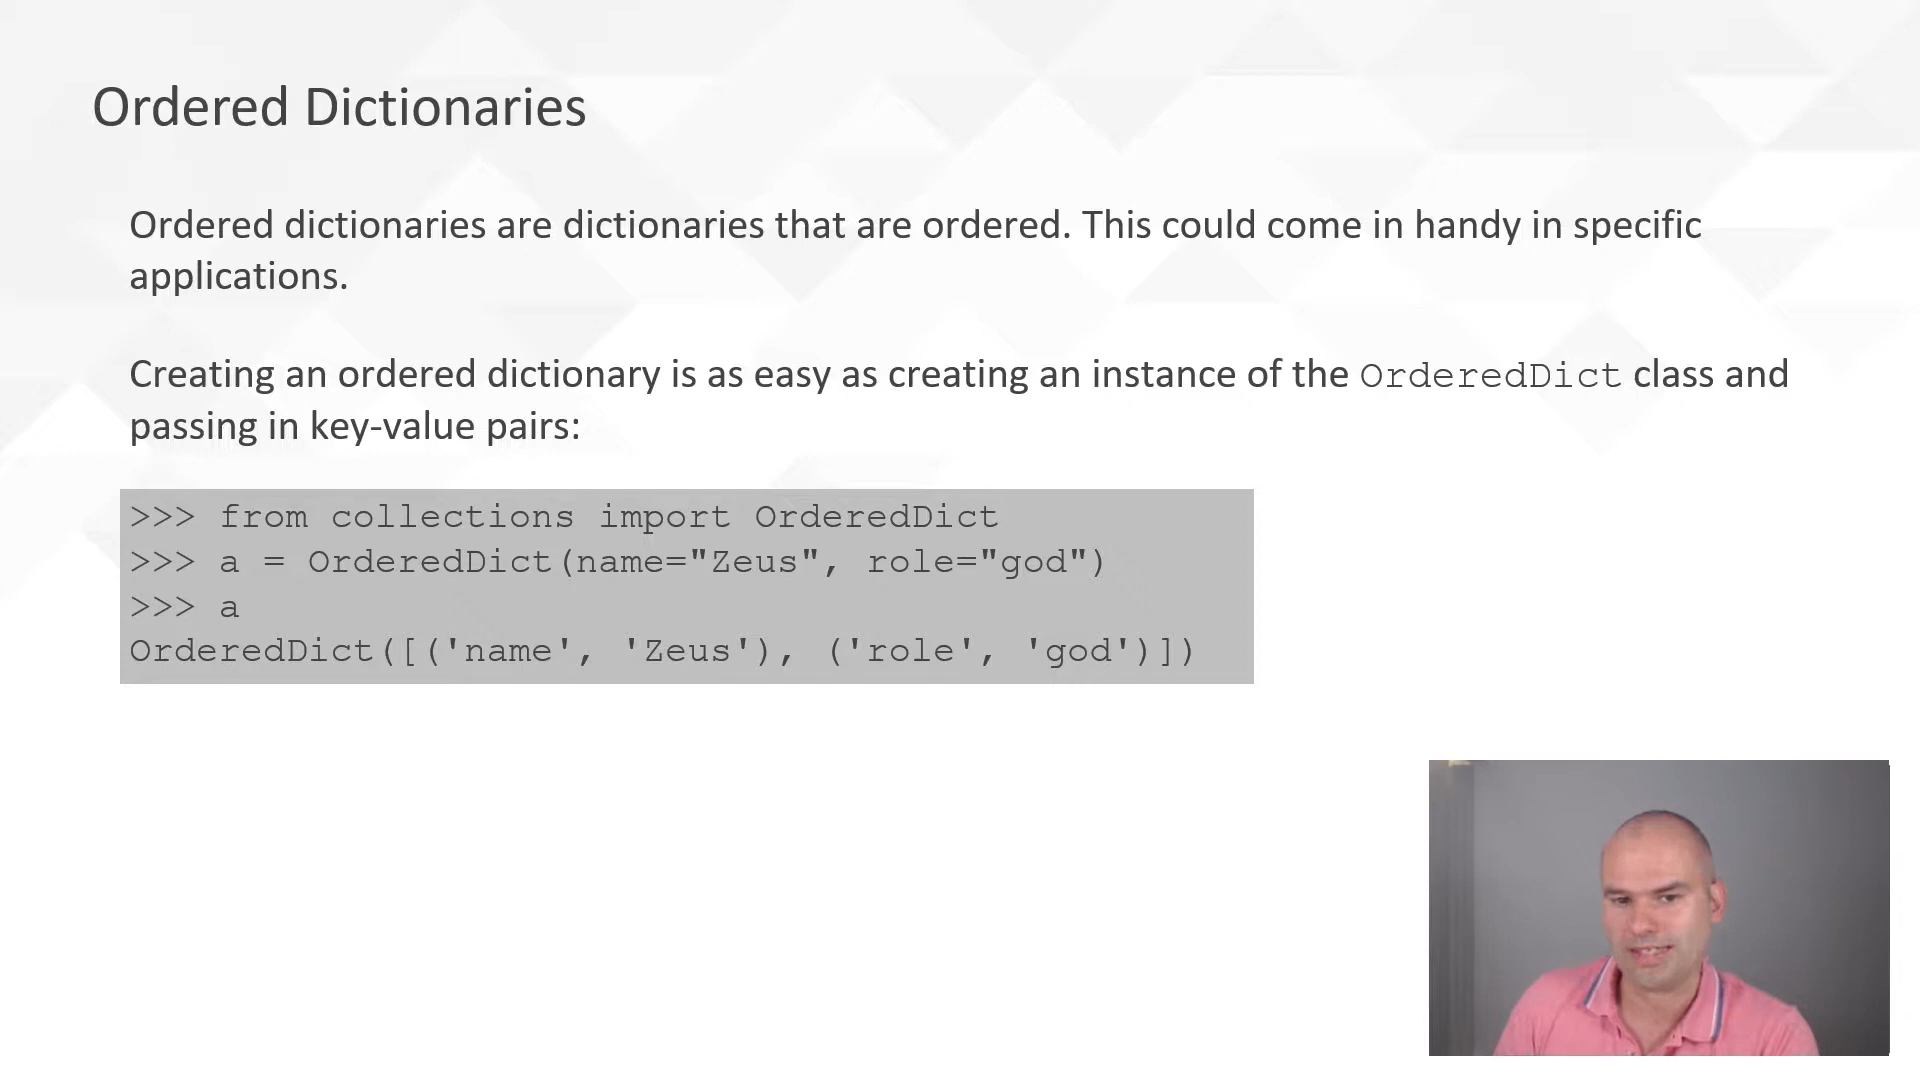 Ordered Dictionaries
Ordered dictionaries are dictionaries that are ordered. This could come in handy in specific
applications.
Creating an ordered dictionary is as easy as creating an instance of the OrderedDict class and
passing in key-value pairs:
>>> from collections import OrderedDict
>>> a = OrderedDict(name="Zeus", role="god")
>>> a
OrderedDict([('name', 'Zeus'), ('role', 'god')])